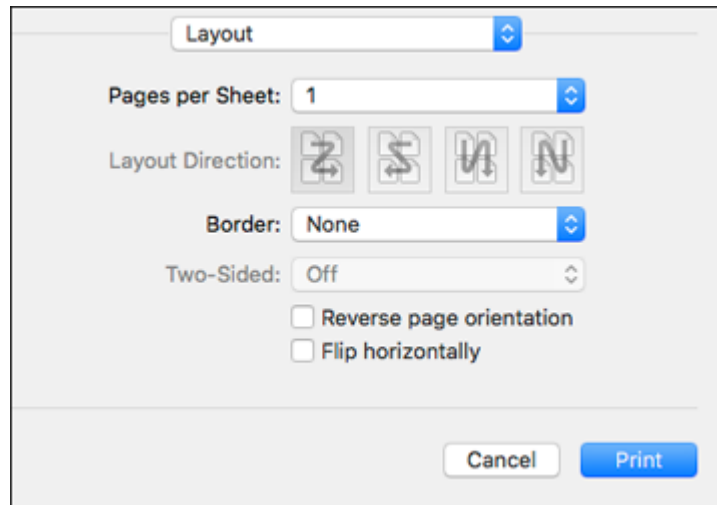 Layout
Pages per Sheet: 1
Layout Direction:
Border: None
Two-Sided: Off
Reverse page orientation
Flip horizontally
Cancel Print